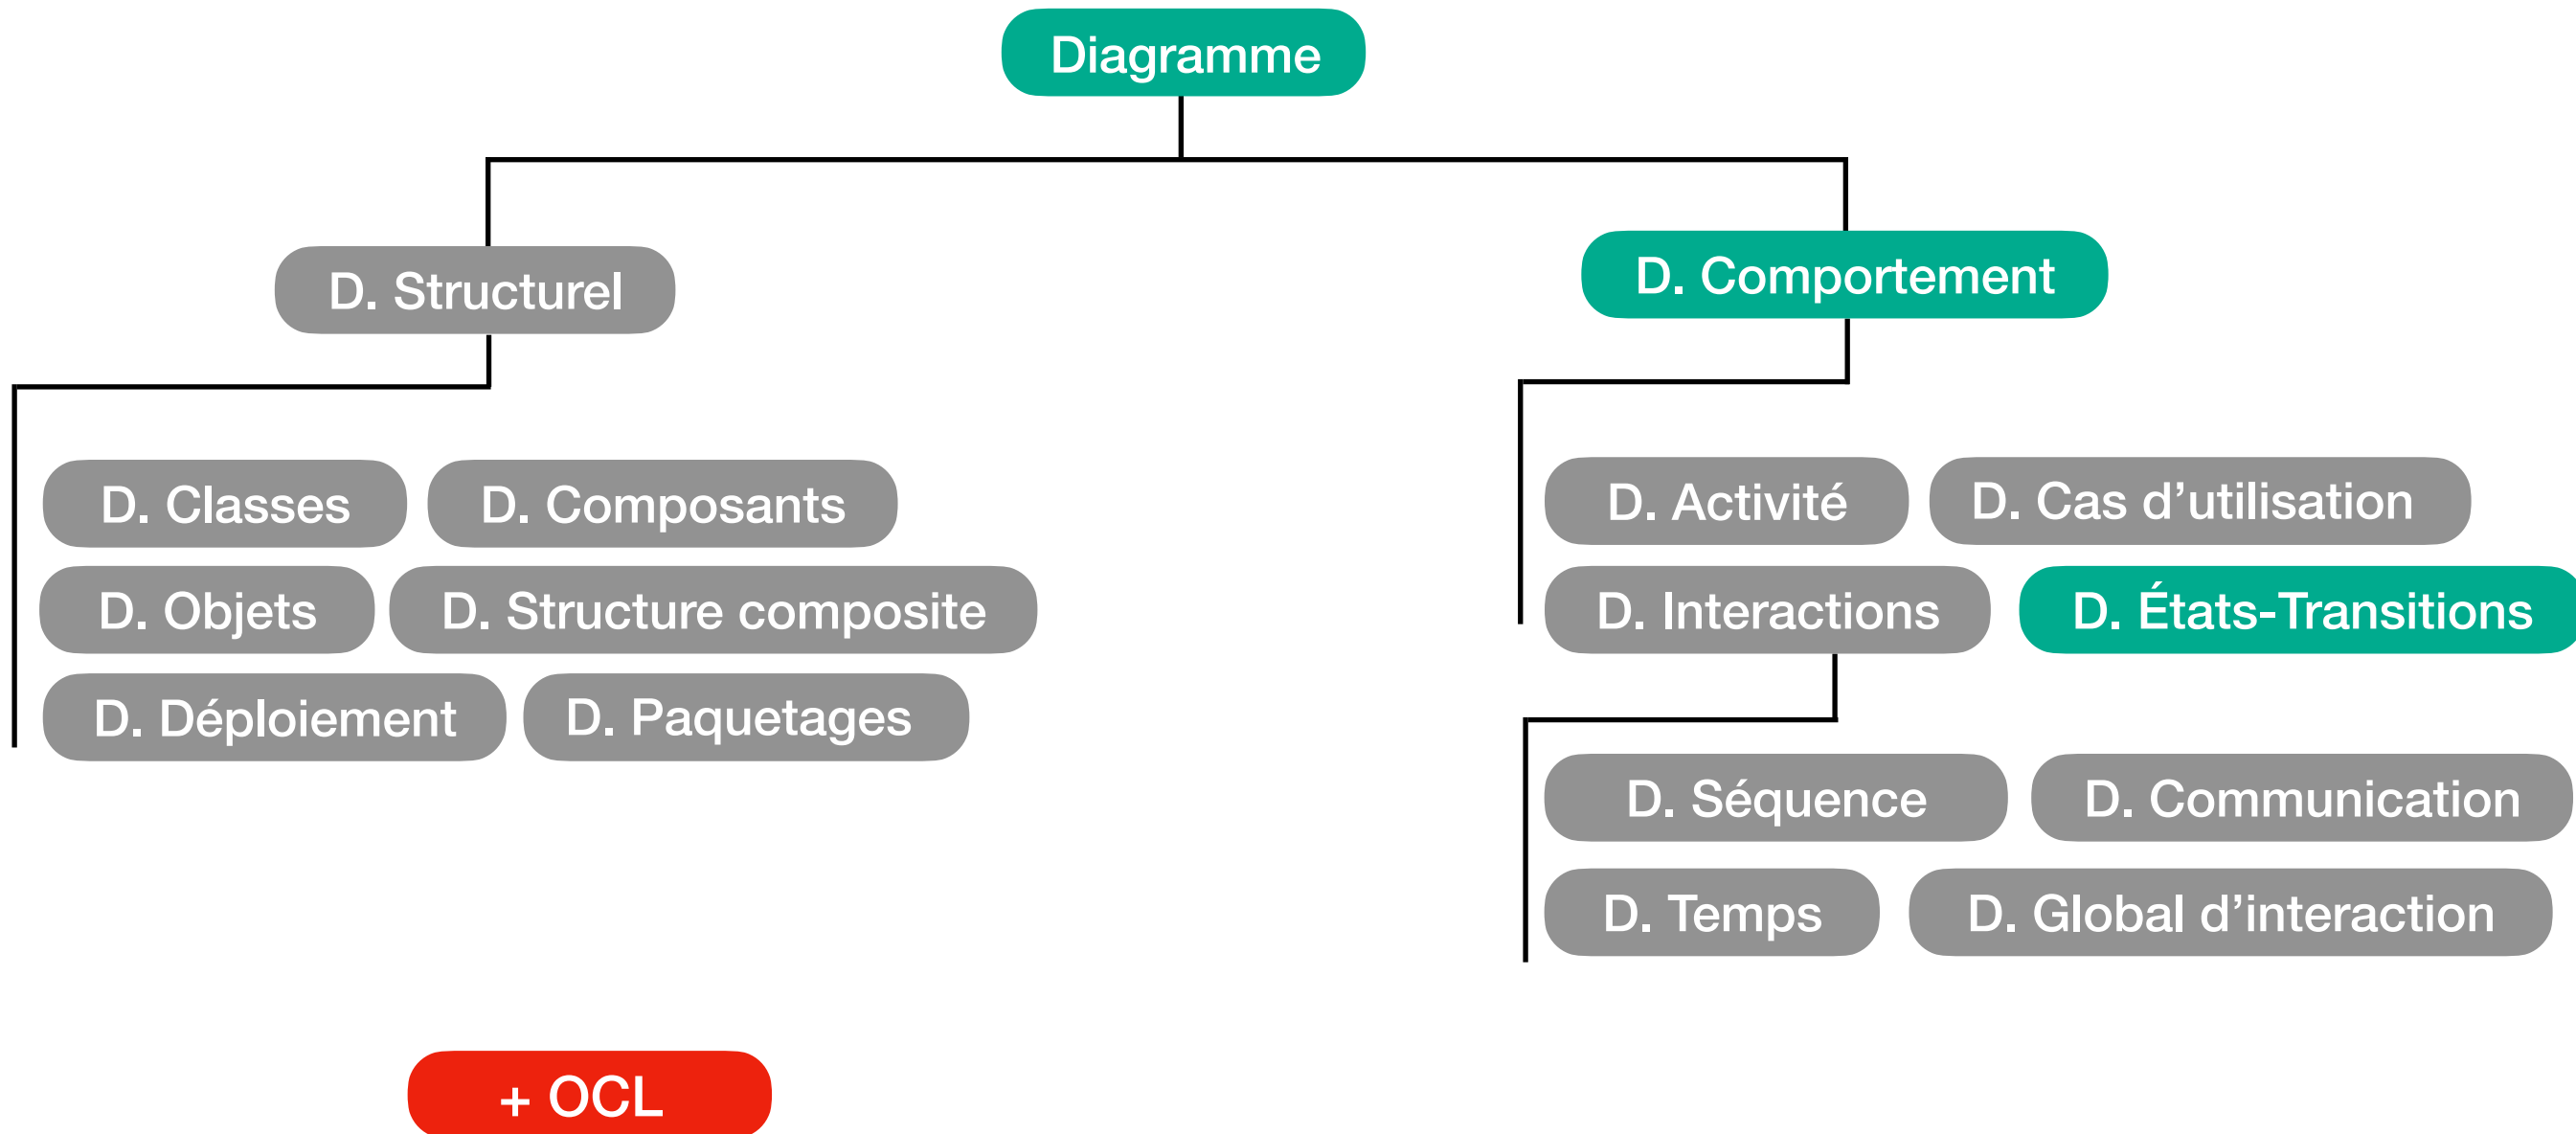 Diagramme
D. Structurel
D. Comportement
D. Classes
D. Composants
D. Objets
D. Structure composite
D. Déploiement
D. Paquetages
D. Activité
D. Cas d’utilisation
D. Interactions
D. États-Transitions
D. Séquence
D. Communication
D. Temps
D. Global d’interaction
+ OCL